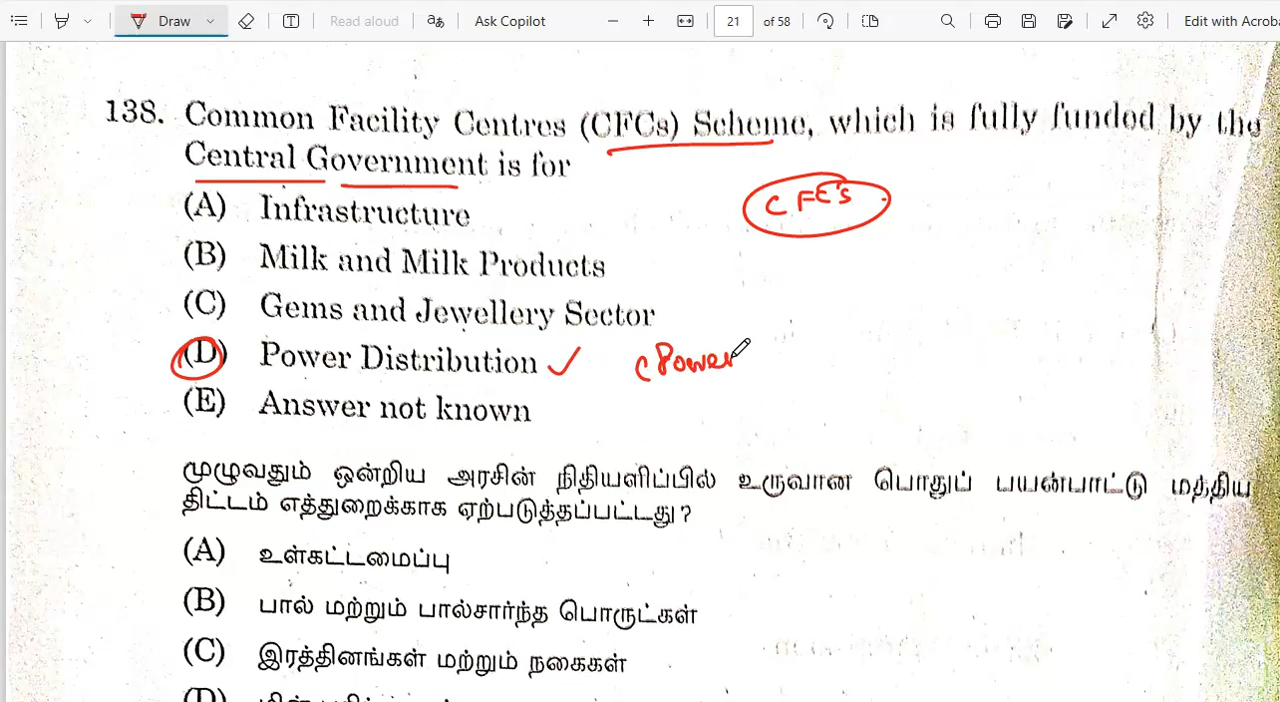 Draw
Read aloud
aあ
Ask Copilot
21
of 58
Edit with Acroba
138. Common Facility Centres (CFCs) Scheme, which is fully funded by the
Central Government is for
CFC's
(A) Infrastructure
(B) Milk and Milk Products
(C) Gems and Jewellery Sector
(D) Power Distribution
(Power
(E) Answer not known
முழுவதும் ஒன்றிய அரசின் நிதியளிப்பில் உருவான பொதுப் பயன்பாட்டு மத்திய
திட்டம் எத்துறைக்காக ஏற்படுத்தப்பட்டது?
(A) உள்கட்டமைப்பு
(B) பால் மற்றும் பால்சார்ந்த பொருட்கள்
(C) இரத்தினங்கள் மற்றும் நகைகள்
(D)